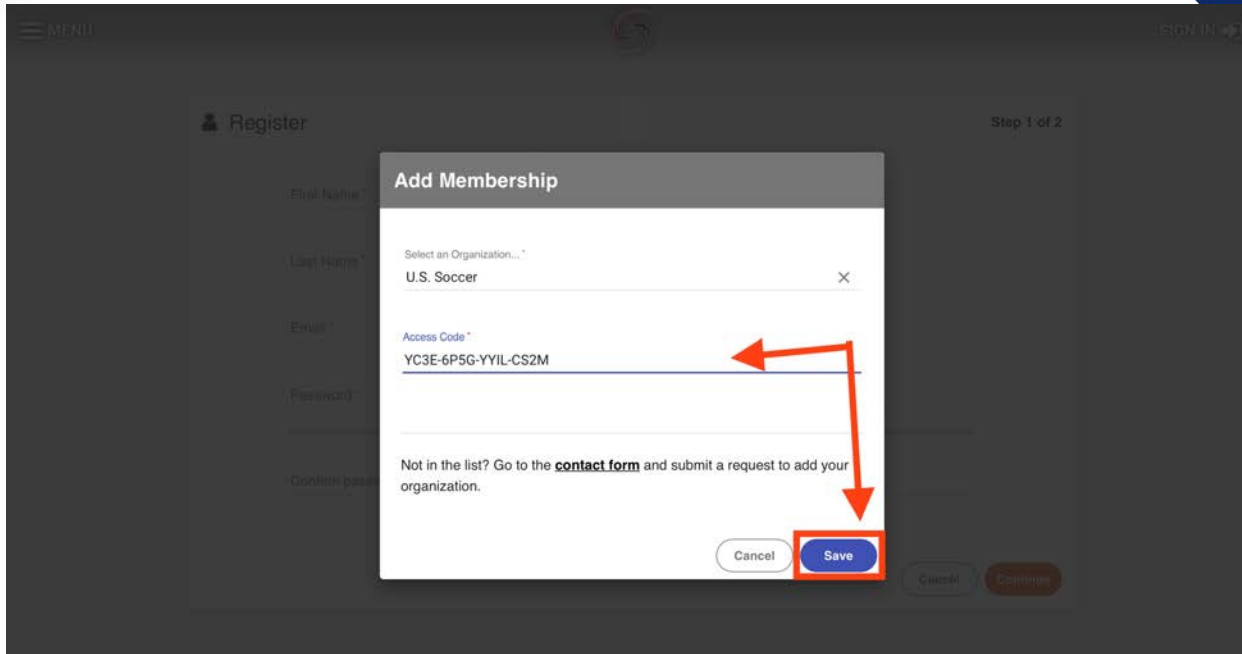 MENU
SIGN IN
Register
Step 1 of 2
Add Membership
First Name *
Select an Organization... *
U.S. Soccer
Last Name *
Email *
Access Code *
YC3E-6P5G-YYIL-CS2M
Password *
Not in the list? Go to the contact form and submit a request to add your
organization.
Confirm passw
Cancel
Save
Cancel
Continue